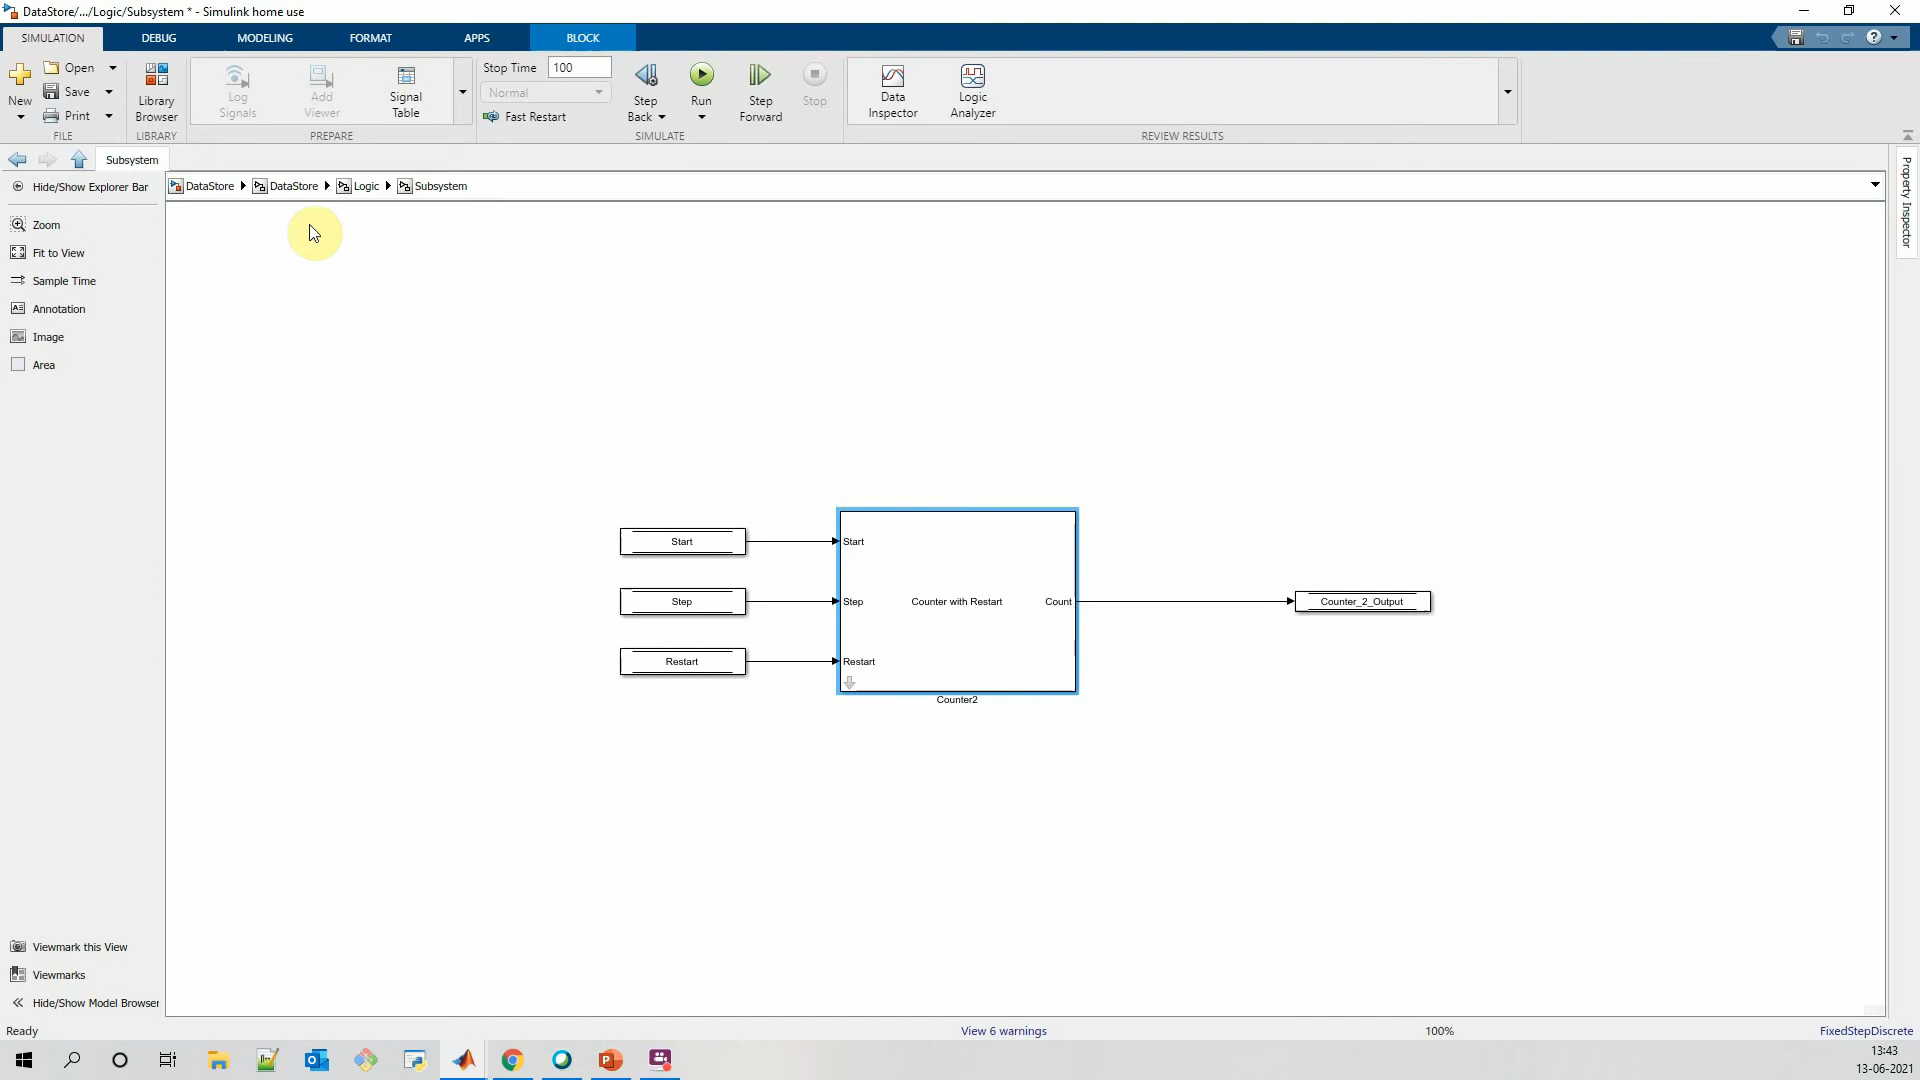 DataStore/.../Logic/Subsystem * - Simulink home use
SIMULATION
DEBUG
MODELING
FORMAT
APPS
BLOCK
New
Open
Save
Print
FILE
Library
Browser
LIBRARY
Log
Signals
Add
Viewer
Signal
Table
PREPARE
Stop Time 100
Normal
Fast Restart
Step
Back
Run
Step
Forward
Stop
SIMULATE
Data
Inspector
Logic
Analyzer
REVIEW RESULTS
Subsystem
Hide/Show Explorer Bar
DataStore
DataStore
Logic
Subsystem
Property Inspector
Zoom
Fit to View
Sample Time
Annotation
Image
Area
Start
Start
Step
Step
Counter with Restart
Count
Counter_2_Output
Restart
Restart
Counter2
Viewmark this View
Viewmarks
Hide/Show Model Browser
Ready
View 6 warnings
100%
FixedStepDiscrete
13:43
13-06-2021